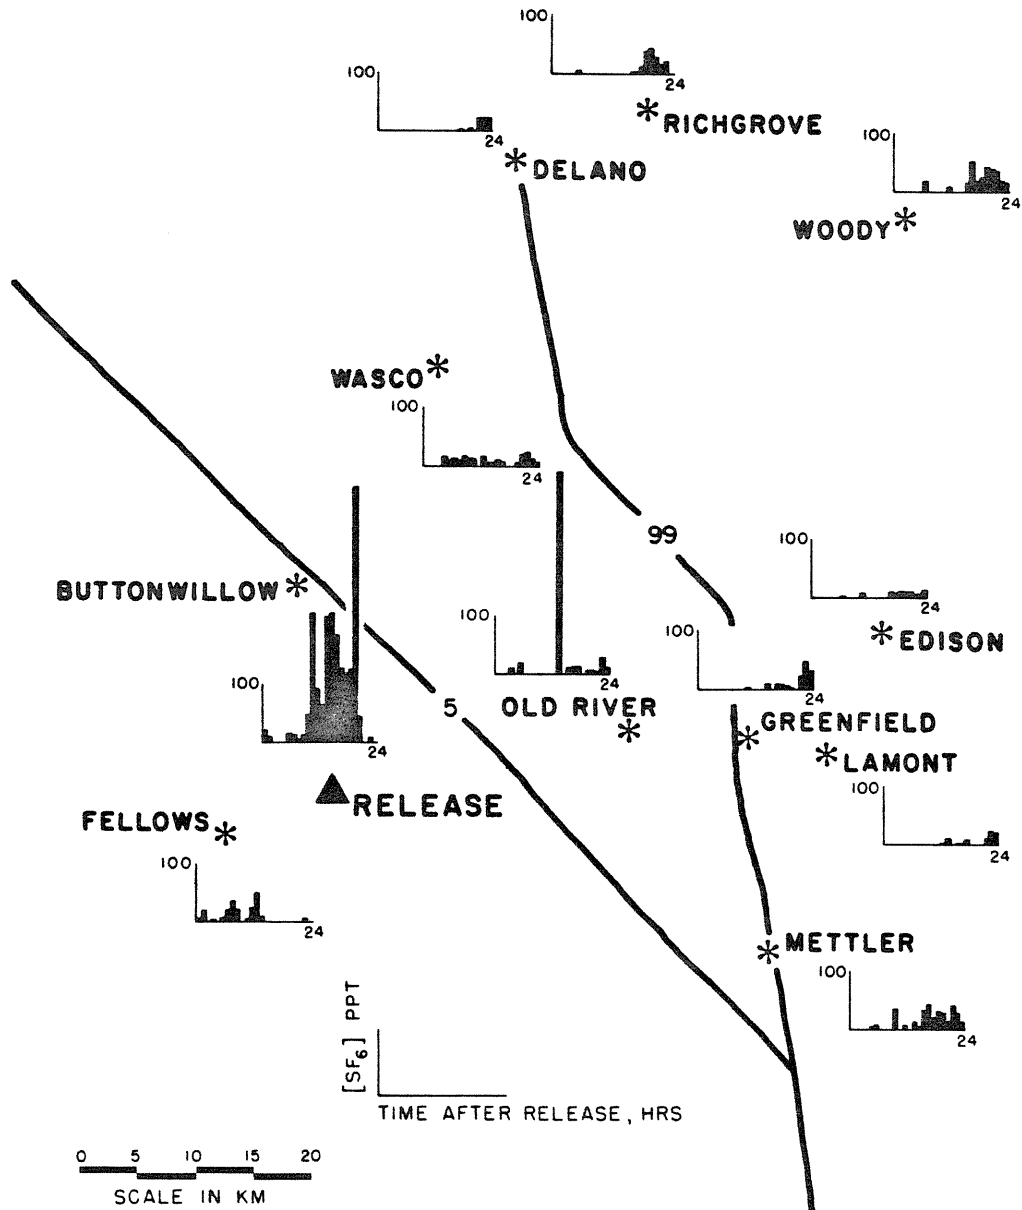 100
24
RICHGROVE
100
24
DELANO
100
24
WOODY
WASCO
100
24
99
BUTTONWILLOW
100
24
5
100
24
OLD RIVER
100
24
EDISON
100
24
GREENFIELD
LAMONT
100
24
RELEASE
FELLOWS
100
24
METTLER
100
24
[SF6] PPT
TIME AFTER RELEASE, HRS
0 5 10 15 20
SCALE IN KM